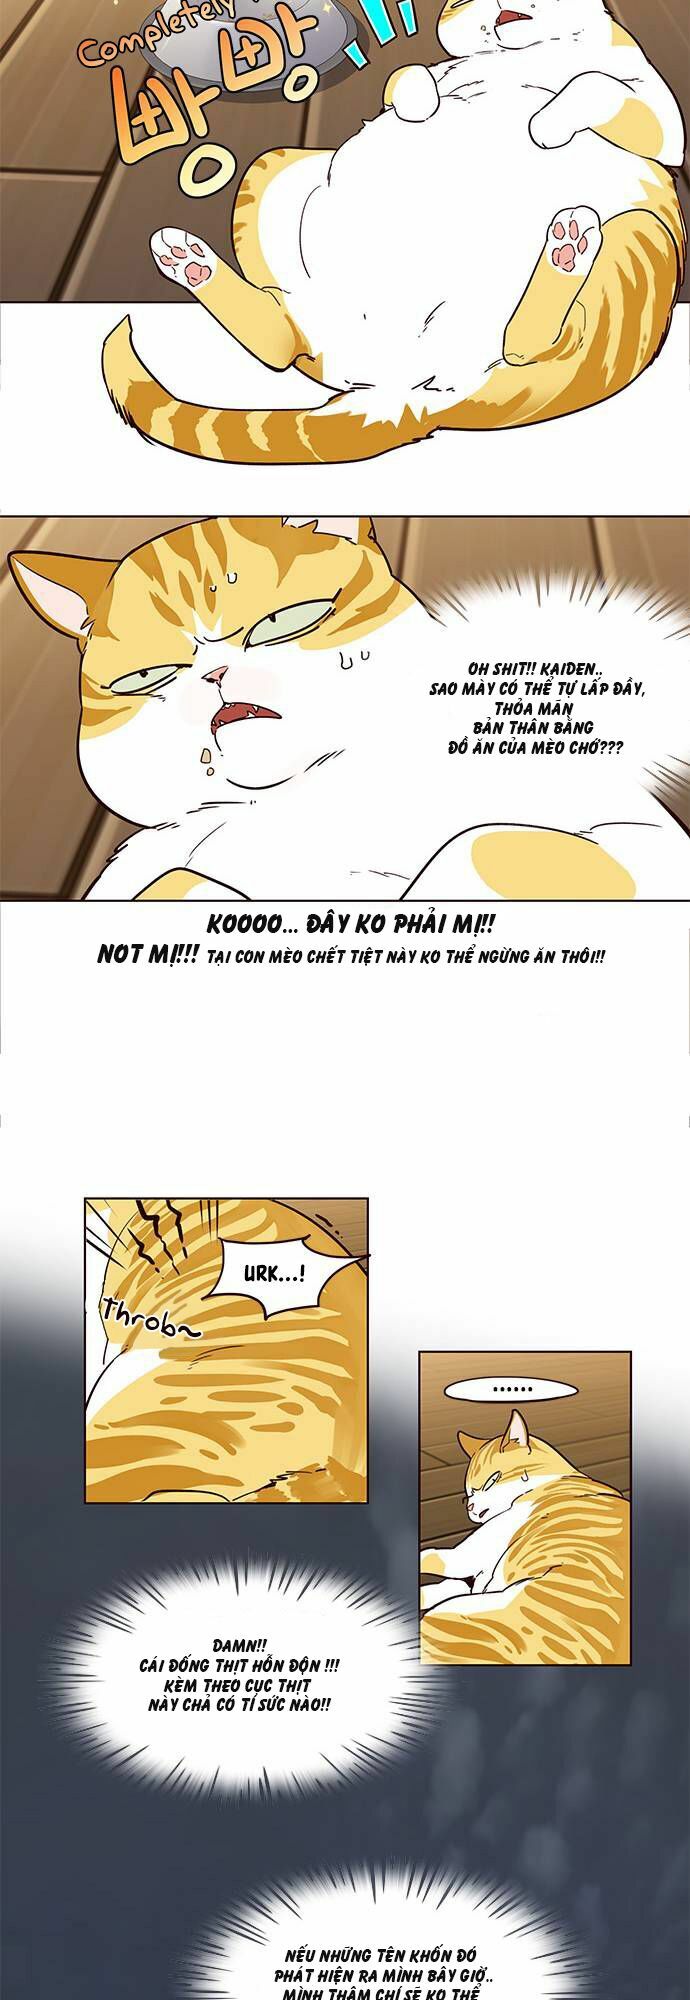 Completely
빵빵
!!
OH SHIT!! KAIDEN..
SAO MÀY CÓ THỂ TỰ LẤP ĐẦY,
THỎA MÃN
BẢN THÂN BẰNG
ĐỒ ĂN CỦA MÈO CHỚ???
KOOOO... ĐÂY KO PHẢI MỊ!!
NOT MỊ!!! TẠI CON MÈO CHẾT TIỆT NÀY KO THỂ NGỪNG ĂN THÔI!!
URK...!
Throb~
......
DAMN!!
CÁI ĐỐNG THỊT HỖN ĐỘN !!!
KÈM THEO CỤC THỊT
NÀY CHẢ CÓ TÍ SỨC NÀO!!
NẾU NHỮNG TÊN KHỐN ĐÓ
PHÁT HIỆN RA MÌNH BÂY GIỜ..
MÌNH THẬM CHÍ SẼ KO THỂ